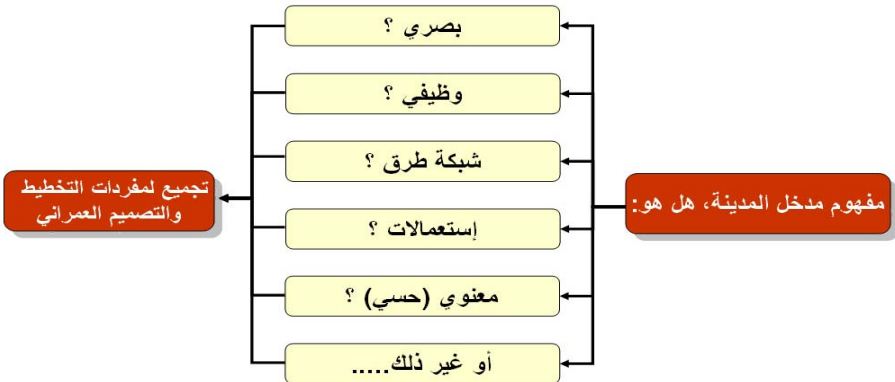 مفهوم مدخل المدينة، هل هو:
بصري ؟
وظيفي ؟
شبكة طرق ؟
إستعمالات ؟
معنوي (حسي) ؟
أو غير ذلك.....
تجميع لمفردات التخطيط
والتصميم العمراني